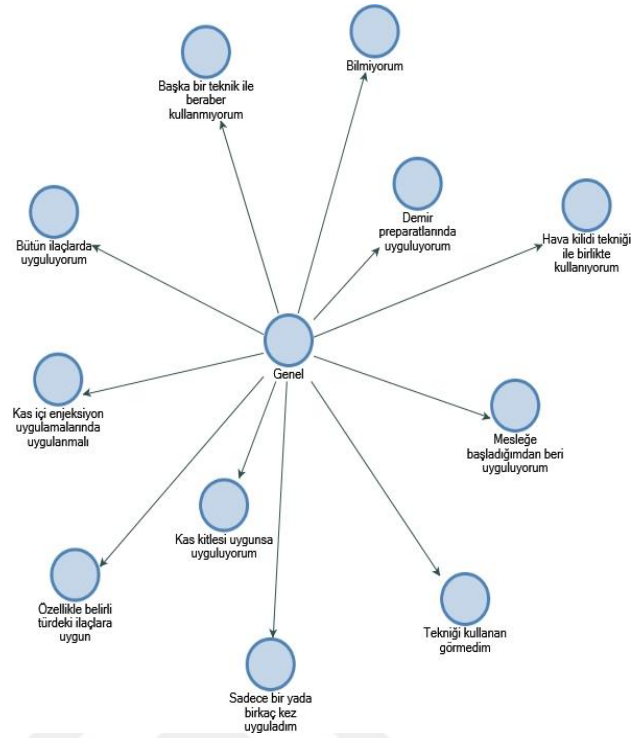 Bilmiyorum
Başka bir teknik ile
beraber
kullanmıyorum
Demir
preparatlarında
uyguluyorum
Hava kilidi tekniği
ile birlikte
kullanıyorum
Bütün ilaçlarda
uyguluyorum
Genel
Kas içi enjeksiyon
uygulamalarında
uygulanmalı
Mesleğe
başladığımdan beri
uyguluyorum
Kas kitlesi uygunsa
uyguluyorum
Özellikle belirli
türdeki ilaçlara
uygun
Tekniği kullanan
görmedim
Sadece bir yada
birkaç kez
uyguladım